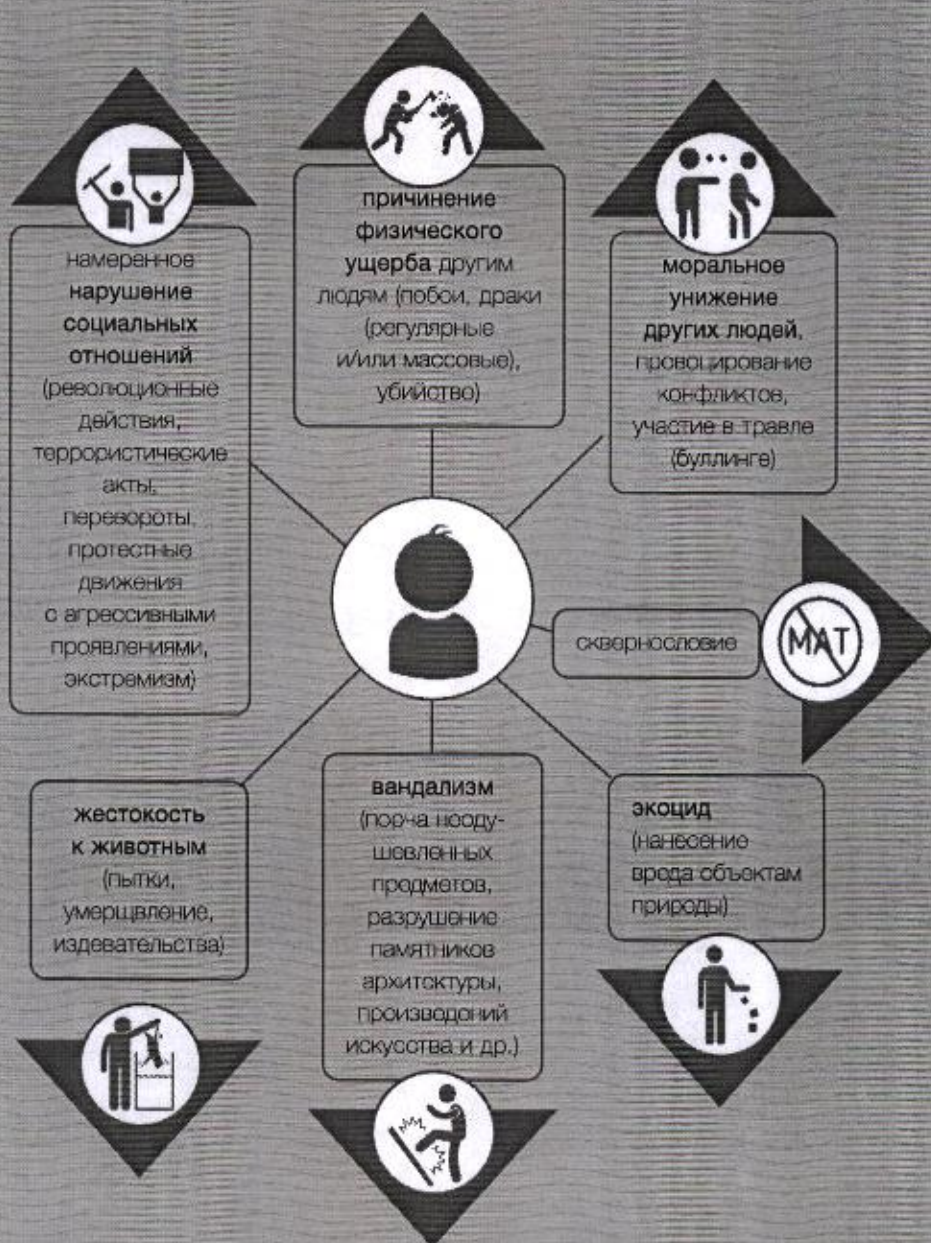 намеренное
нарушение
социальных
отношений
(революционные
действия,
террористические
акты,
перевороты,
протестные
движения
с агрессивными
проявлениями,
экстремизм)
причинение
физического
ущерба другим
людям (побои, драки
(регулярные
и/или массовые),
убийство)
моральное
унижение
других людей,
провоцирование
конфликтов,
участие в травле
(буллинге)
сквернословие
МАТ
жестокость
к животным
(пытки,
умерщвление,
издевательства)
вандализм
(порча неоду-
шевленных
предметов,
разрушение
памятников
архитектуры,
произведений
искусства и др.)
экоцид
(нанесение
вреда объектам
природы)